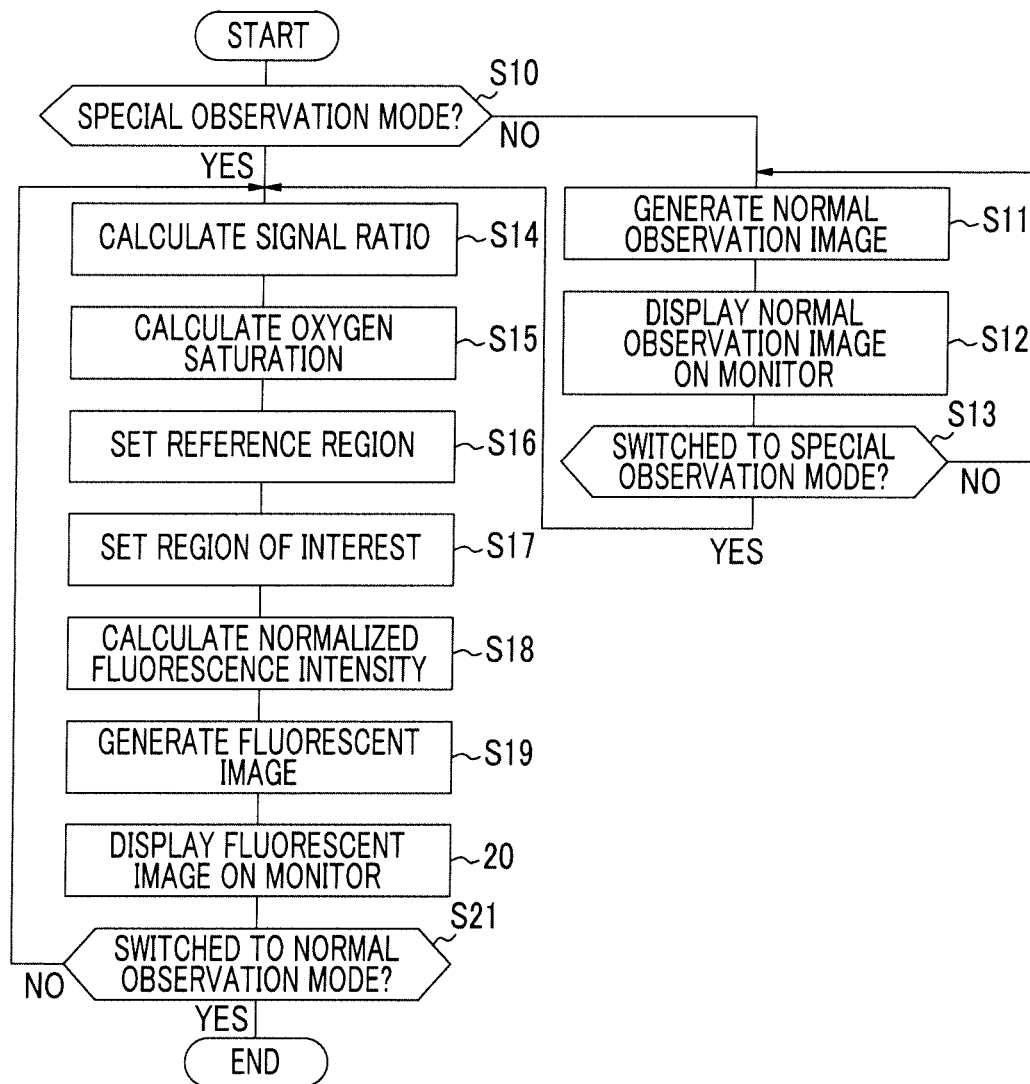 START
S10
SPECIAL OBSERVATION MODE?
NO
YES
CALCULATE SIGNAL RATIO
S14
CALCULATE OXYGEN
SATURATION
S15
SET REFERENCE REGION
S16
SET REGION OF INTEREST
S17
CALCULATE NORMALIZED
FLUORESCENCE INTENSITY
S18
GENERATE FLUORESCENT
IMAGE
S19
DISPLAY FLUORESCENT
IMAGE ON MONITOR
20
S21
SWITCHED TO NORMAL
OBSERVATION MODE?
NO
YES
END
GENERATE NORMAL
OBSERVATION IMAGE
S11
DISPLAY NORMAL
OBSERVATION IMAGE
ON MONITOR
S12
S13
SWITCHED TO SPECIAL
OBSERVATION MODE?
NO
YES